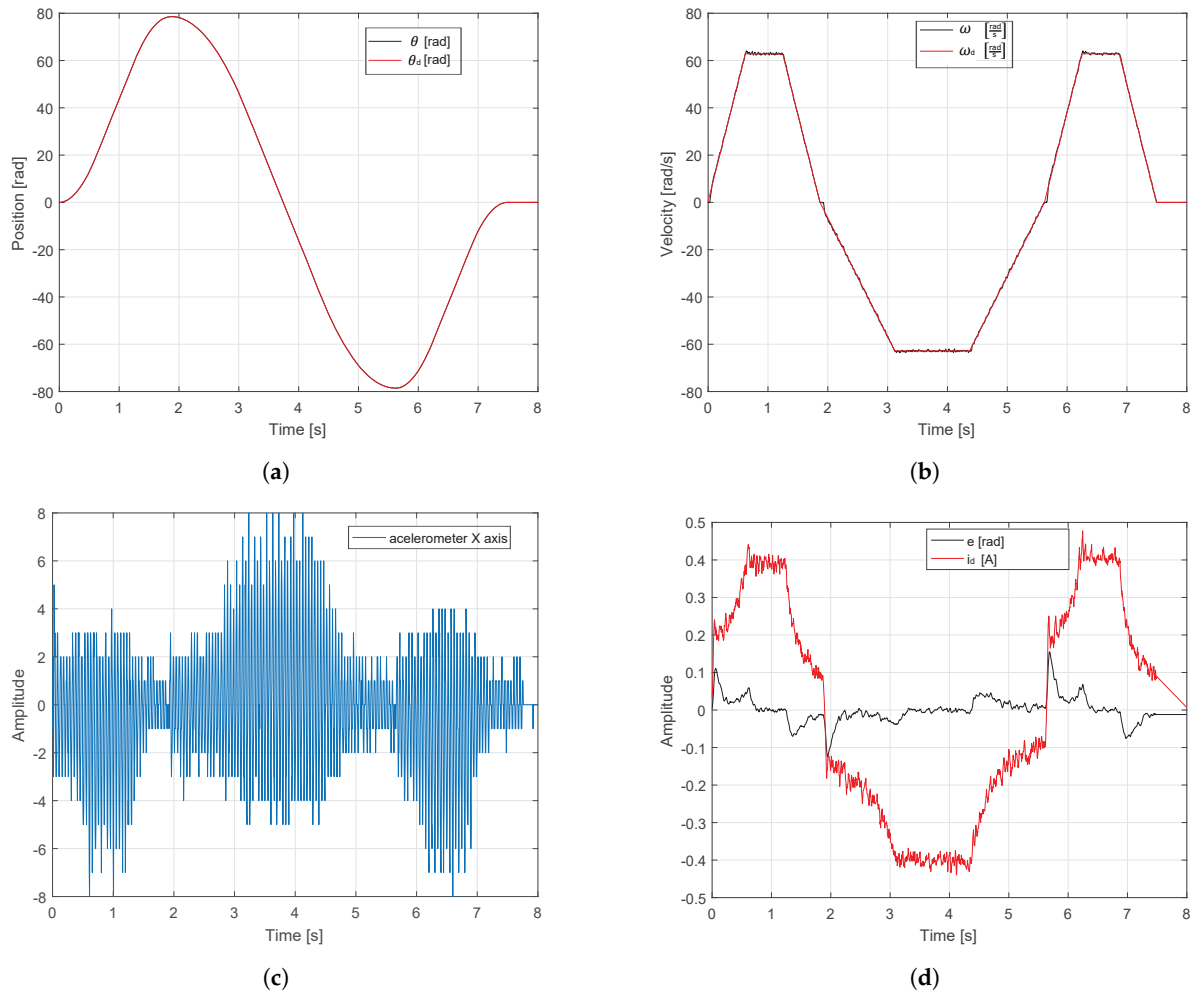 80
60
40
20
0
-20
-40
-60
-80
Position [rad]
θ [rad]
θd [rad]
0 1 2 3 4 5 6 7 8
Time [s]
(a)
80
60
40
20
0
-20
-40
-60
-80
Velocity [rad/s]
ω [rad/s]
ωd [rad/s]
0 1 2 3 4 5 6 7 8
Time [s]
(b)
8
6
4
2
0
-2
-4
-6
-8
Amplitude
acelerometer X axis
0 1 2 3 4 5 6 7 8
Time [s]
(c)
0.5
0.4
0.3
0.2
0.1
0
-0.1
-0.2
-0.3
-0.4
-0.5
Amplitude
e [rad]
id [A]
0 1 2 3 4 5 6 7 8
Time [s]
(d)